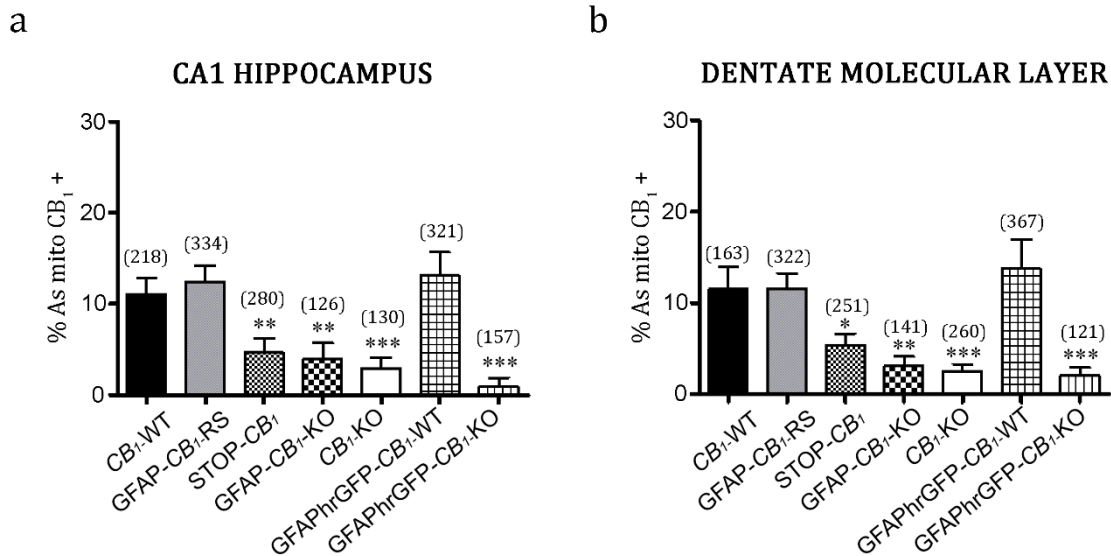 a
CA1 HIPPOCAMPUS
% As mito CB₁ +
30
20
10
0
(218)
(334)
(280)
**
(126)
**
(130)
***
(321)
(157)
***
CB₁-WT
GFAP-CB₁-RS
STOP-CB₁
GFAP-CB₁-KO
CB₁-KO
GFAPhrGFP-CB₁-WT
GFAPhrGFP-CB₁-KO
b
DENTATE MOLECULAR LAYER
% As mito CB₁ +
30
20
10
0
(163)
(322)
(251)
*
(141)
**
(260)
***
(367)
(121)
***
CB₁-WT
GFAP-CB₁-RS
STOP-CB₁
GFAP-CB₁-KO
CB₁-KO
GFAPhrGFP-CB₁-WT
GFAPhrGFP-CB₁-KO